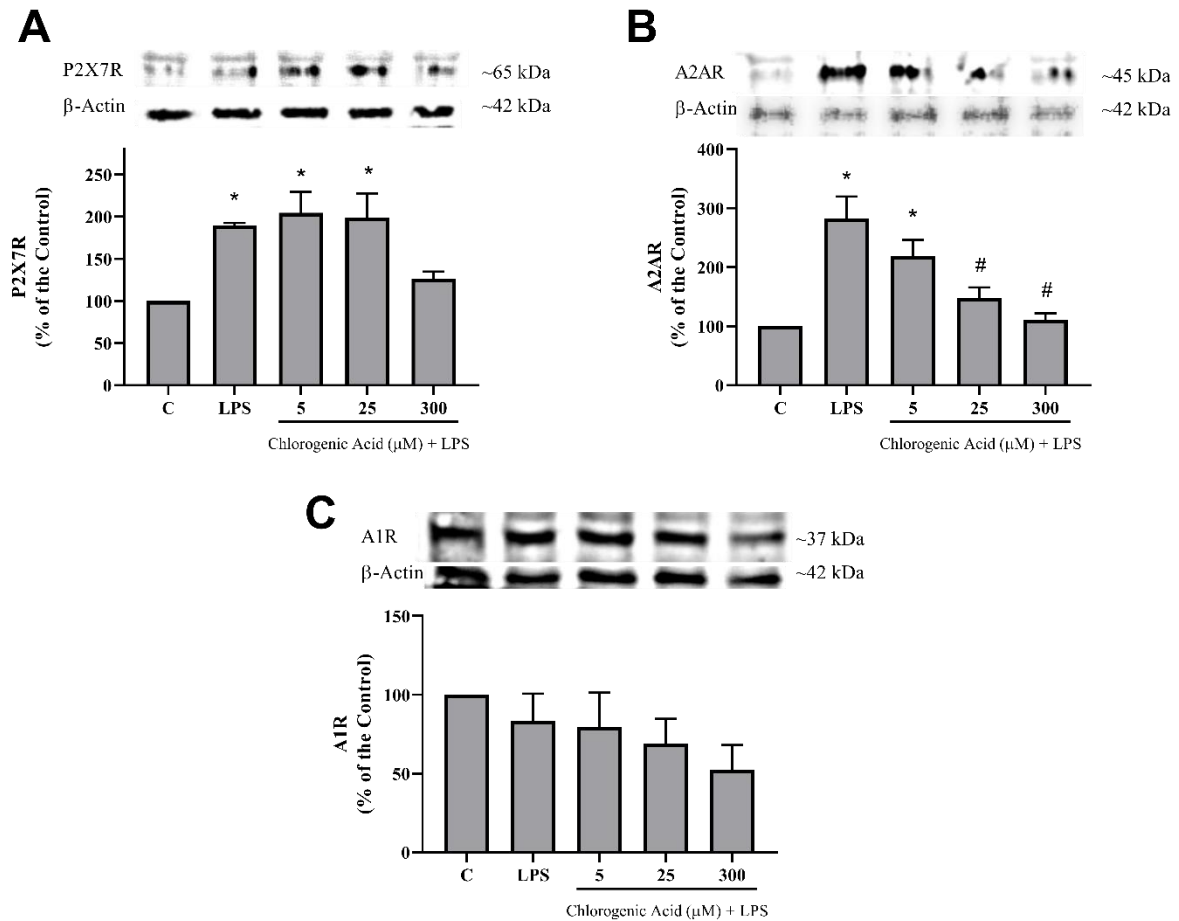 A
P2X7R
~65 kDa
β-Actin
~42 kDa
P2X7R
(% of the Control)
250
200
150
100
50
0
*
*
*
C
LPS
5
25
300
Chlorogenic Acid (μM) + LPS
B
A2AR
~45 kDa
β-Actin
~42 kDa
A2AR
(% of the Control)
400
300
200
100
0
*
*
#
#
C
LPS
5
25
300
Chlorogenic Acid (μM) + LPS
C
A1R
~37 kDa
β-Actin
~42 kDa
A1R
(% of the Control)
150
100
50
0
C
LPS
5
25
300
Chlorogenic Acid (μM) + LPS